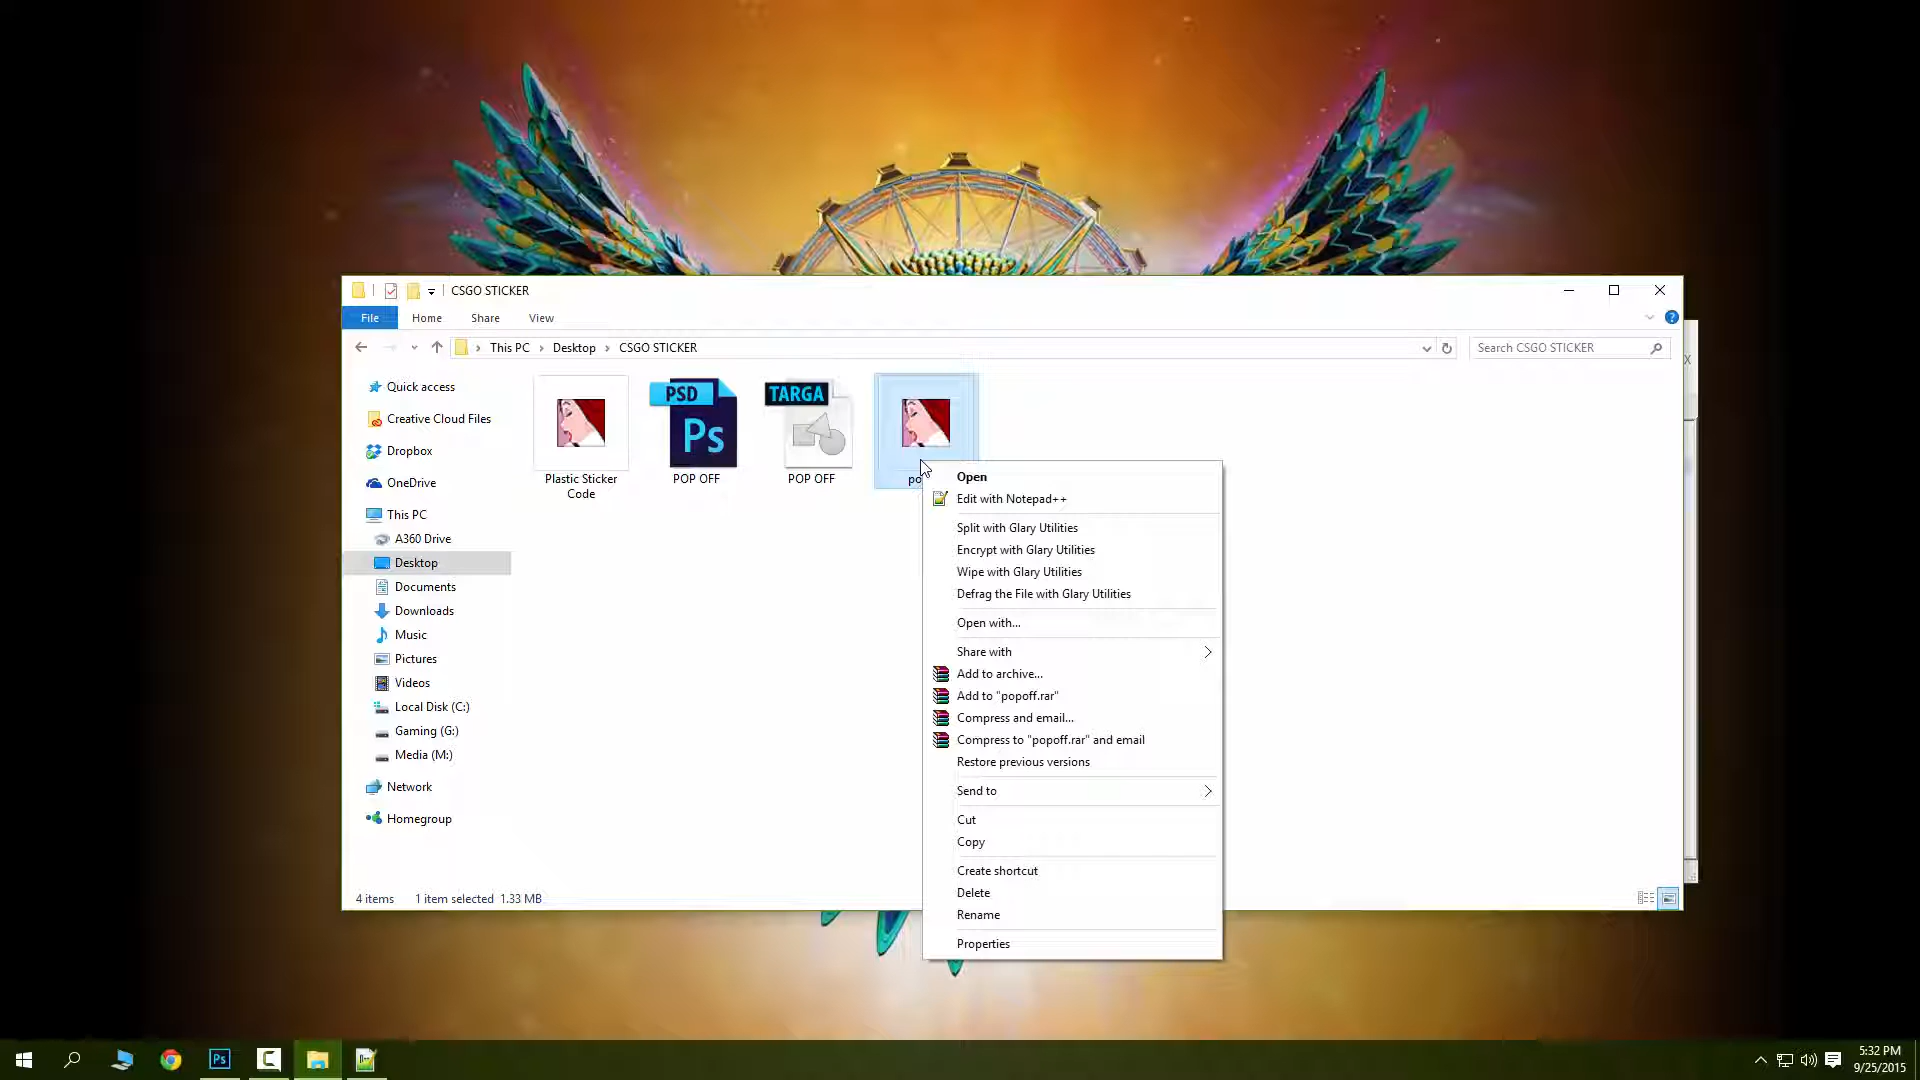 CSGO STICKER
File
Home
Share
View
This PC
Desktop
CSGO STICKER
Search CSGO STICKER
Quick access
Creative Cloud Files
Dropbox
OneDrive
This PC
A360 Drive
Desktop
Documents
Downloads
Music
Pictures
Videos
Local Disk (C:)
Gaming (G:)
Media (M:)
Network
Homegroup
Plastic Sticker
Code
PSD
Ps
POP OFF
TARGA
POP OFF
Open
Edit with Notepad++
Split with Glary Utilities
Encrypt with Glary Utilities
Wipe with Glary Utilities
Defrag the File with Glary Utilities
Open with...
Share with
Add to archive...
Add to "popoff.rar"
Compress and email...
Compress to "popoff.rar" and email
Restore previous versions
Send to
Cut
Copy
Create shortcut
Delete
Rename
Properties
4 items
1 item selected 1.33 MB
Ps
5:32 PM
9/25/2015